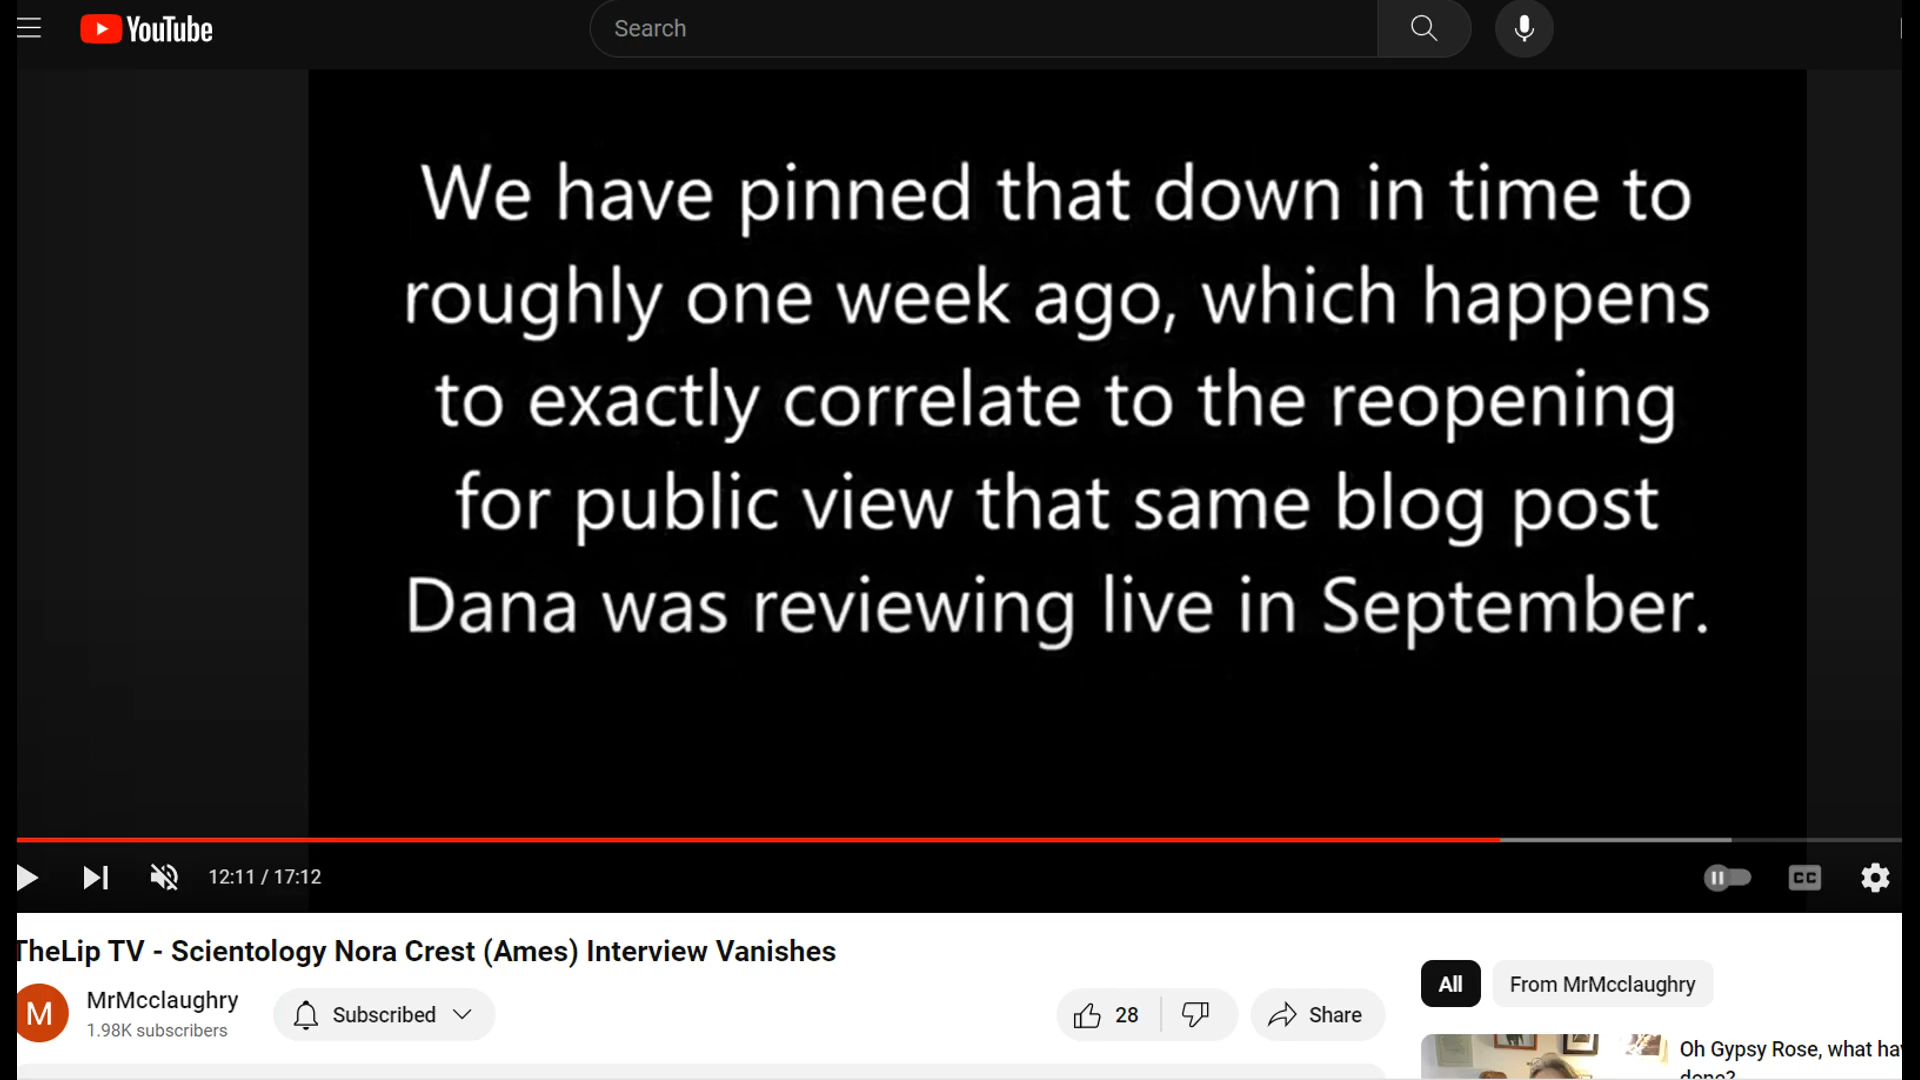 YouTube
Search
We have pinned that down in time to
roughly one week ago, which happens
to exactly correlate to the reopening
for public view that same blog post
Dana was reviewing live in September.
12:11 / 17:12
CC
TheLip TV - Scientology Nora Crest (Ames) Interview Vanishes
M
MrMcclaughry
1.98K subscribers
Subscribed
28
Share
All
From MrMcclaughry
Oh Gypsy Rose, what
done?